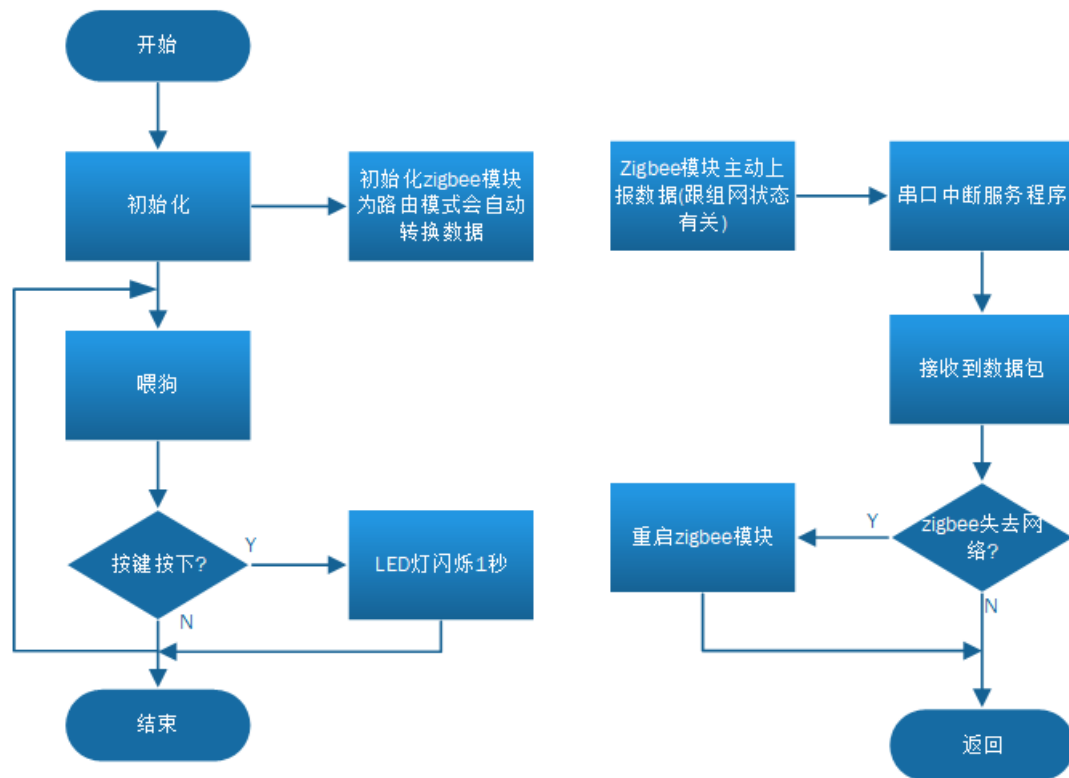 开始
初始化
初始化zigbee模块
为路由模式会自动
转换数据
喂狗
按键按下?
Y
LED灯闪烁1秒
N
结束
Zigbee模块主动上
报数据(跟组网状态
有关)
串口中断服务程序
接收到数据包
zigbee失去网
络?
Y
重启zigbee模块
N
返回